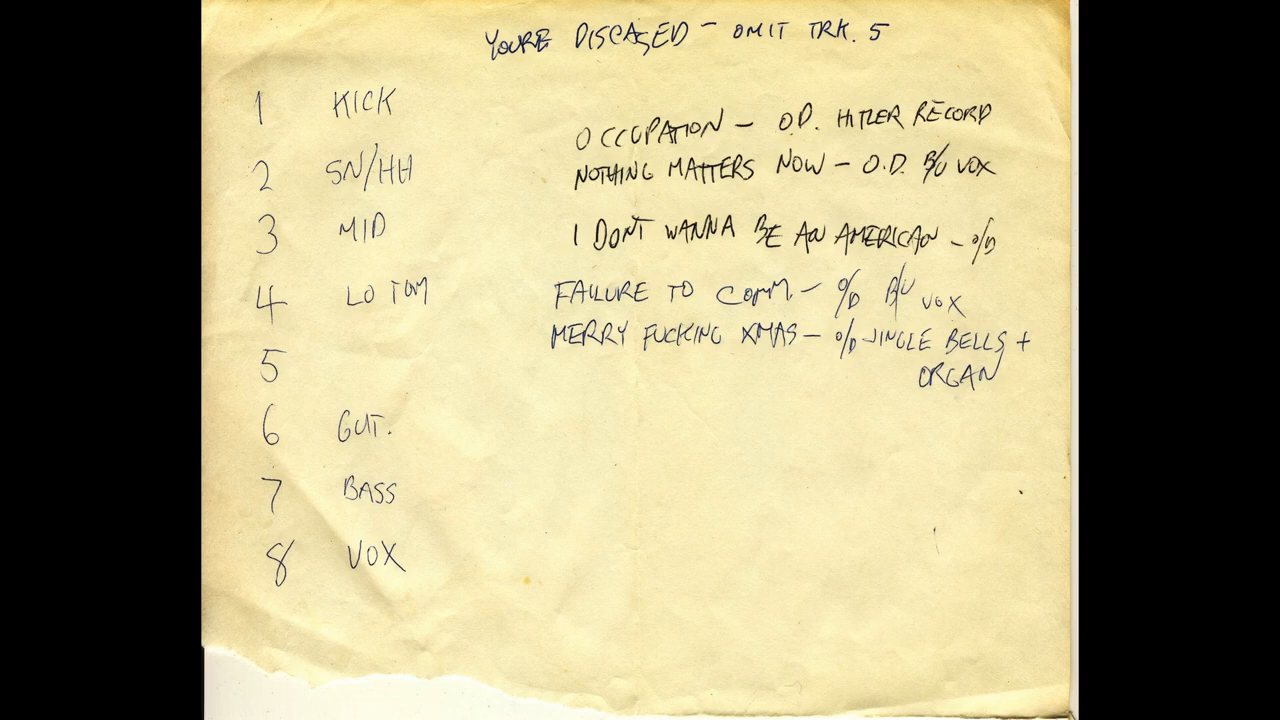 YOURE DISEASED - OMIT TRK. 5
1 KICK
OCCUPATION - O.D. HITLER RECORD
2 SN/HH
NOTHING MATTERS NOW - O.D. B/U VOX
3 MID
I DONT WANNA BE AN AMERICAN - O/D
4 LO TOM
FAILURE TO COMM. - O/D B/U VOX
MERRY FUCKING XMAS - O/D JINGLE BELLS +
ORGAN
5
6 GUT.
7 BASS
8 VOX